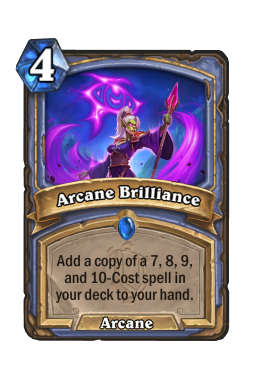 4
Arcane Brilliance
Add a copy of a 7, 8, 9,
and 10-Cost spell in
your deck to your hand.
Arcane